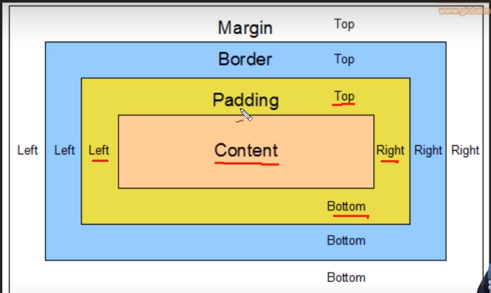 Margin Top
Border Top
Padding Top
Left Left Left Content Right Right Right
Bottom
Bottom
Bottom